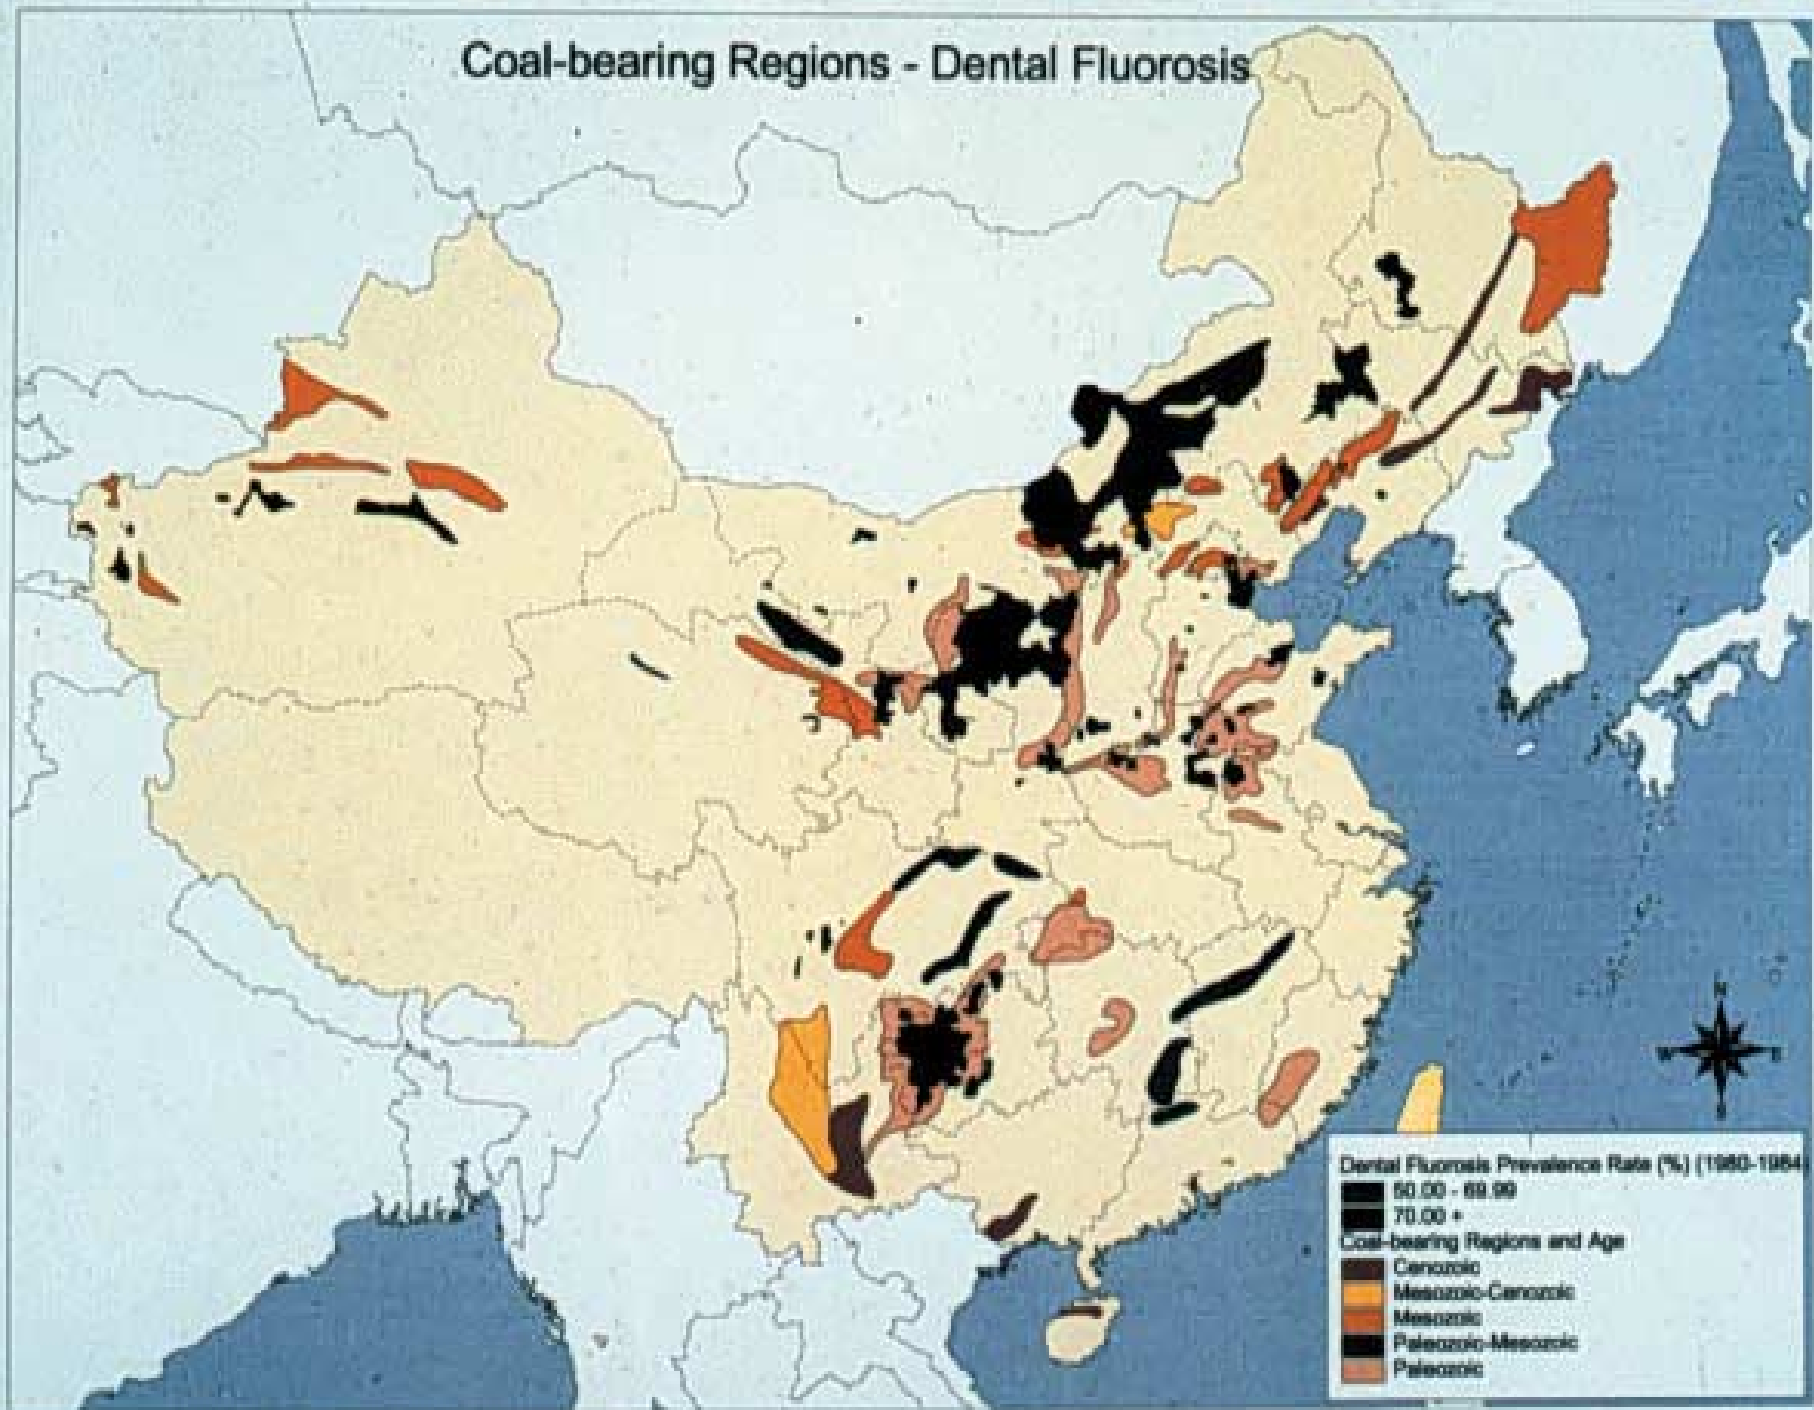 Coal-bearing Regions - Dental Fluorosis
N
W
E
S
Dental Fluorosis Prevalence Rate (%) (1980-1984
50.00 - 69.99
70.00 +
Coal-bearing Regions and Age
Cenozoic
Mesozoic-Cenozoic
Mesozoic
Paleozoic-Mesozoic
Paleozoic